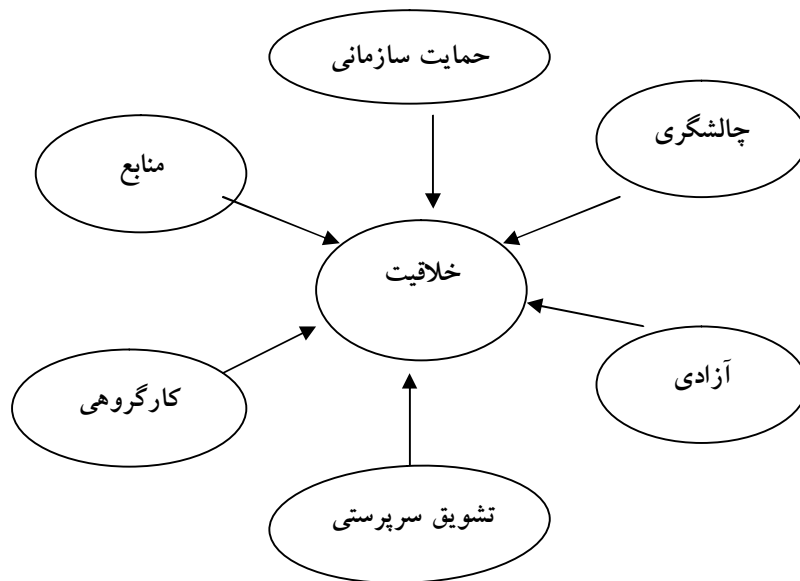 حمایت سازمانی
چالشگری
منابع
خلاقیت
آزادی
کارگروهی
تشویق سرپرستی